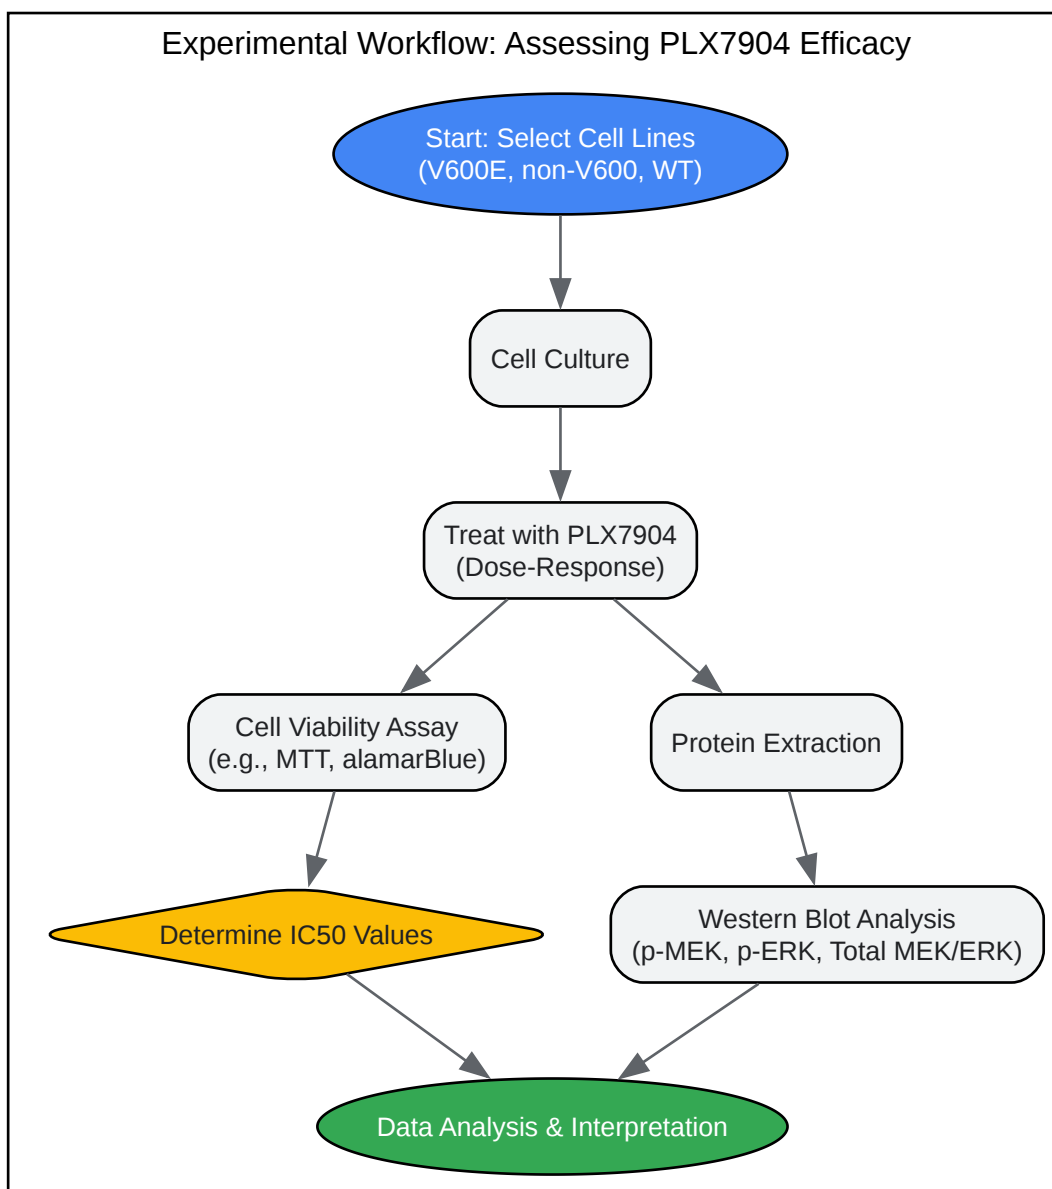 Experimental Workflow: Assessing PLX7904 Efficacy
Start: Select Cell Lines
(V600E, non-V600, WT)
Cell Culture
Treat with PLX7904
(Dose-Response)
Cell Viability Assay
(e.g., MTT, alamarBlue)
Protein Extraction
Determine IC50 Values
Western Blot Analysis
(p-MEK, p-ERK, Total MEK/ERK)
Data Analysis & Interpretation